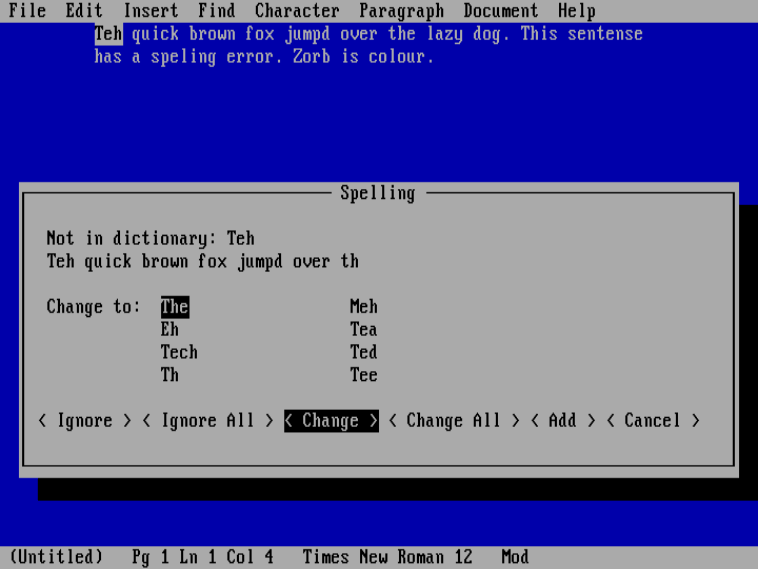 File Edit Insert Find Character Paragraph Document Help
Teh quick brown fox jumpd over the lazy dog. This sentense
has a speling error. Zorb is colour.
Spelling
Not in dictionary: Teh
Teh quick brown fox jumpd over th
Change to: The Meh
Eh Tea
Tech Ted
Th Tee
< Ignore > < Ignore All > < Change > < Change All > < Add > < Cancel >
(Untitled) Pg 1 Ln 1 Col 4 Times New Roman 12 Mod